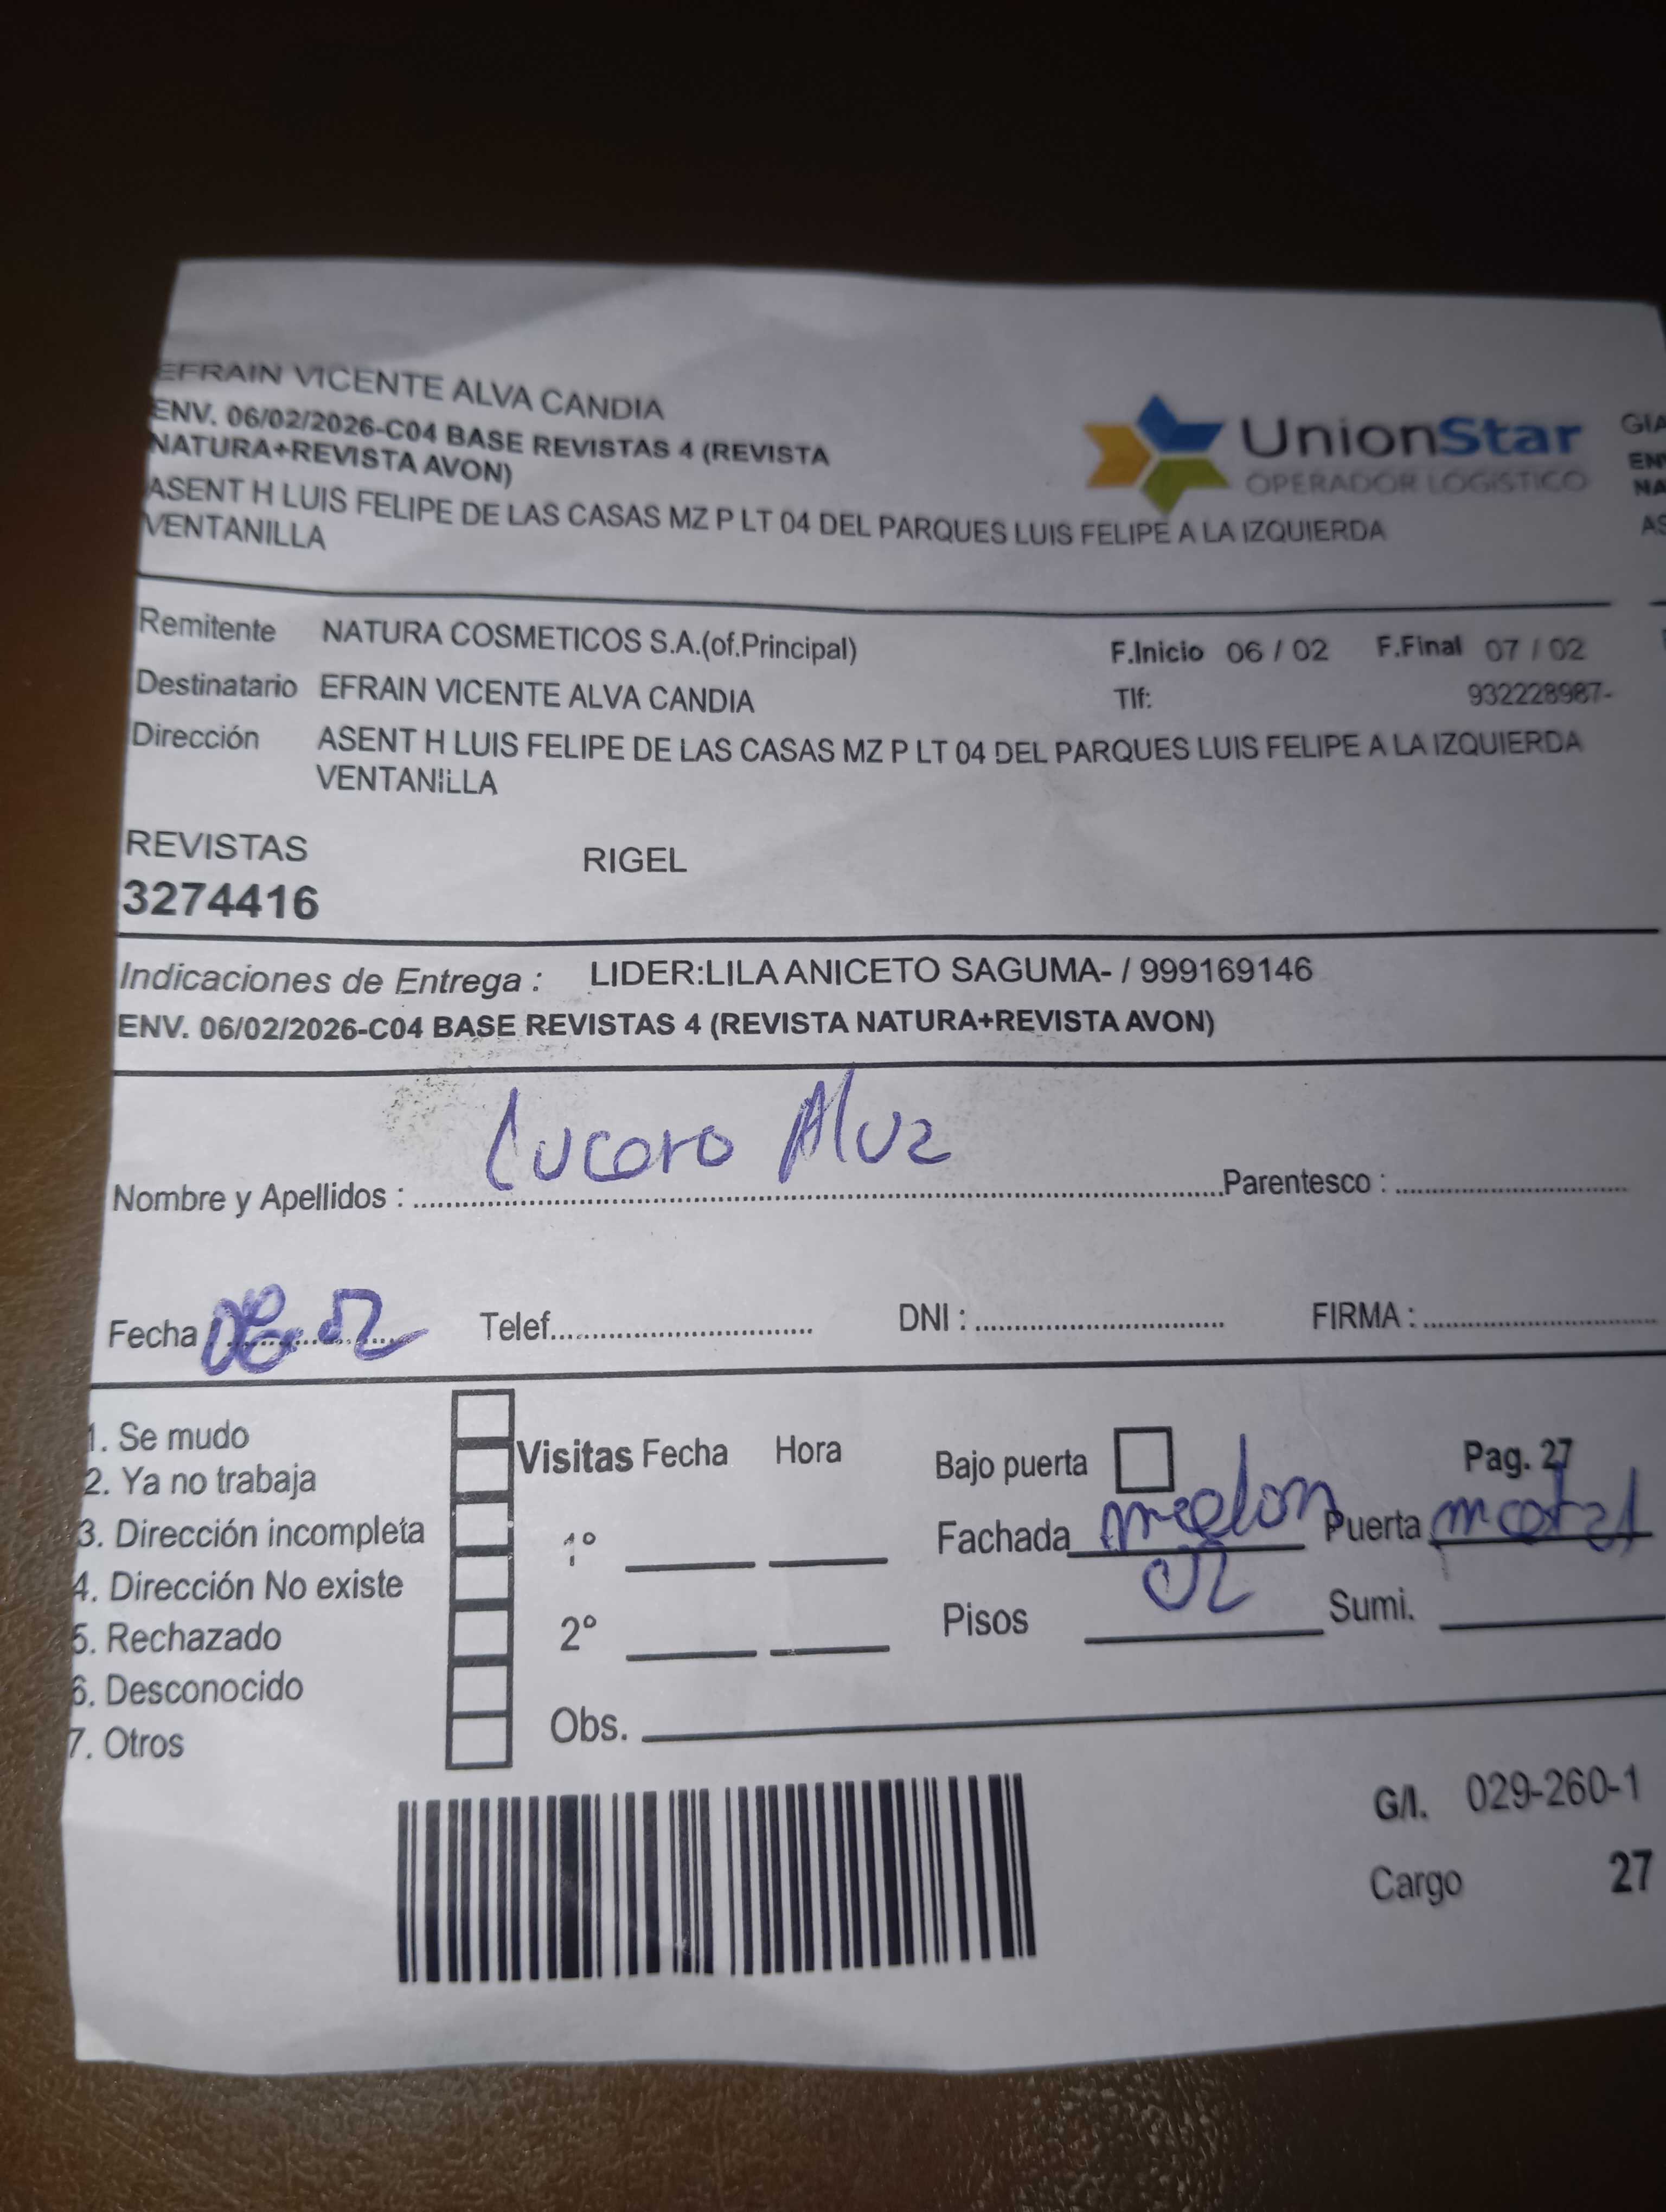 EFRAIN VICENTE ALVA CANDIA
ENV. 06/02/2026-C04 BASE REVISTAS 4 (REVISTA
NATURA+REVISTA AVON)
ASENT H LUIS FELIPE DE LAS CASAS MZ P LT 04 DEL PARQUES LUIS FELIPE A LA IZQUIERDA
VENTANILLA
UnionStar
OPERADOR LOGISTICO
GIA
EN
NA
AS
Remitente NATURA COSMETICOS S.A.(of.Principal) F.Inicio 06 / 02 F.Final 07 / 02
Destinatario EFRAIN VICENTE ALVA CANDIA Tlf: 932228987-
Dirección ASENT H LUIS FELIPE DE LAS CASAS MZ P LT 04 DEL PARQUES LUIS FELIPE A LA IZQUIERDA
VENTANILLA
REVISTAS RIGEL
3274416
Indicaciones de Entrega : LIDER:LILA ANICETO SAGUMA- / 999169146
ENV. 06/02/2026-C04 BASE REVISTAS 4 (REVISTA NATURA+REVISTA AVON)
Nombre y Apellidos : Lucero Alva Parentesco :
Fecha Telef. DNI : FIRMA :
1. Se mudo
2. Ya no trabaja
3. Dirección incompleta
4. Dirección No existe
5. Rechazado
6. Desconocido
7. Otros
Visitas Fecha Hora
1°
2°
Obs.
Bajo puerta Pag. 27
Fachada melon Puerta metal
Pisos 02 Sumi.
G/I. 029-260-1
Cargo 27